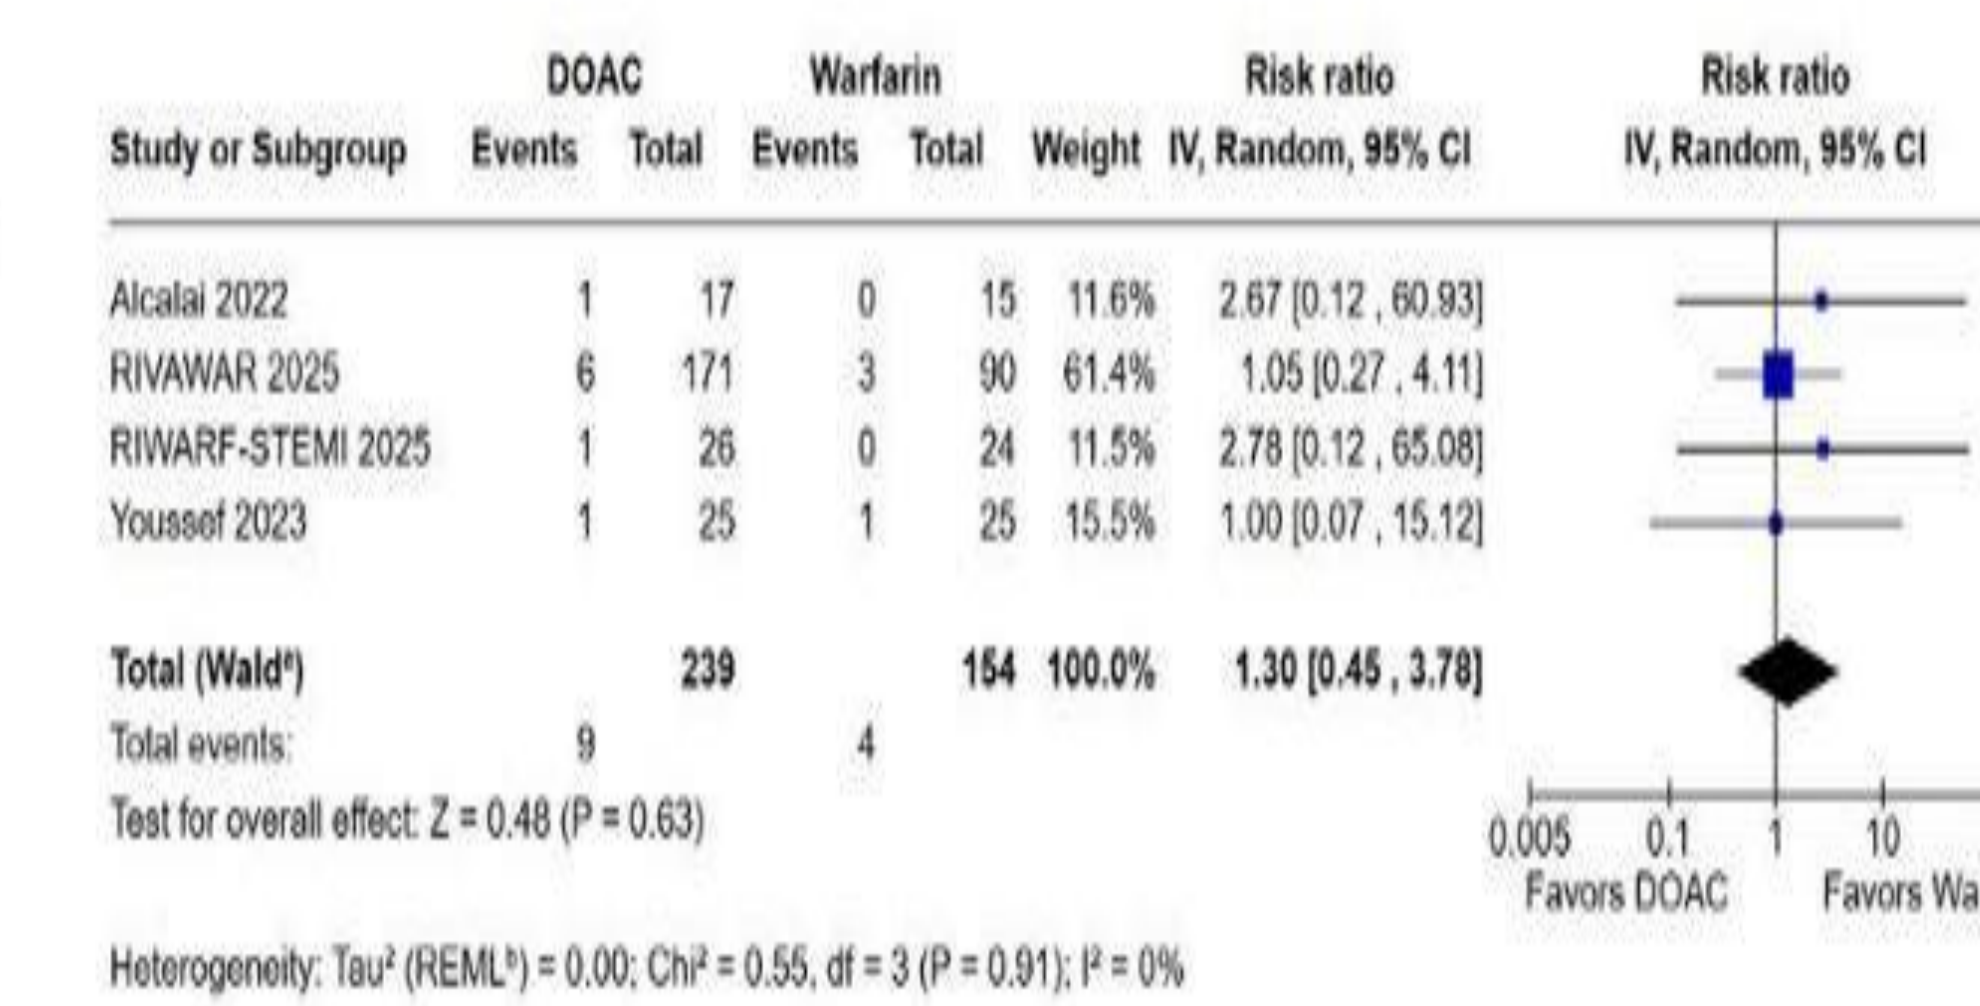 DOAC Warfarin Risk ratio Risk ratio
Study or Subgroup Events Total Events Total Weight IV, Random, 95% CI IV, Random, 95% CI
Alcalai 2022 1 17 0 15 11.6% 2.67 [0.12 , 60.93]
RIVAWAR 2025 6 171 3 90 61.4% 1.05 [0.27 , 4.11]
RIWARF-STEMI 2025 1 26 0 24 11.5% 2.78 [0.12 , 65.08]
Youssef 2023 1 25 1 25 15.5% 1.00 [0.07 , 15.12]
Total (Waldᵃ) 239 154 100.0% 1.30 [0.45 , 3.78]
Total events: 9 4
Test for overall effect: Z = 0.48 (P = 0.63)
0.005 0.1 1 10
Favors DOAC Favors Wa
Heterogeneity: Tau² (REMLᵇ) = 0.00; Chi² = 0.55, df = 3 (P = 0.91); I² = 0%